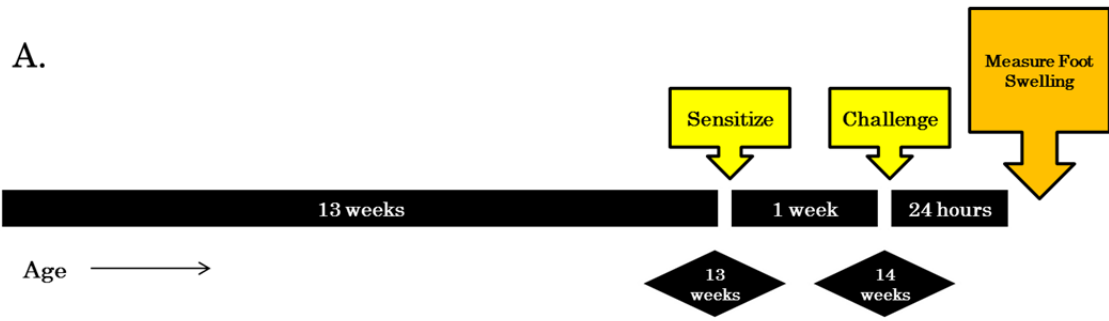 A.
Measure Foot
Swelling
Sensitize
Challenge
13 weeks
1 week
24 hours
Age
13
weeks
14
weeks